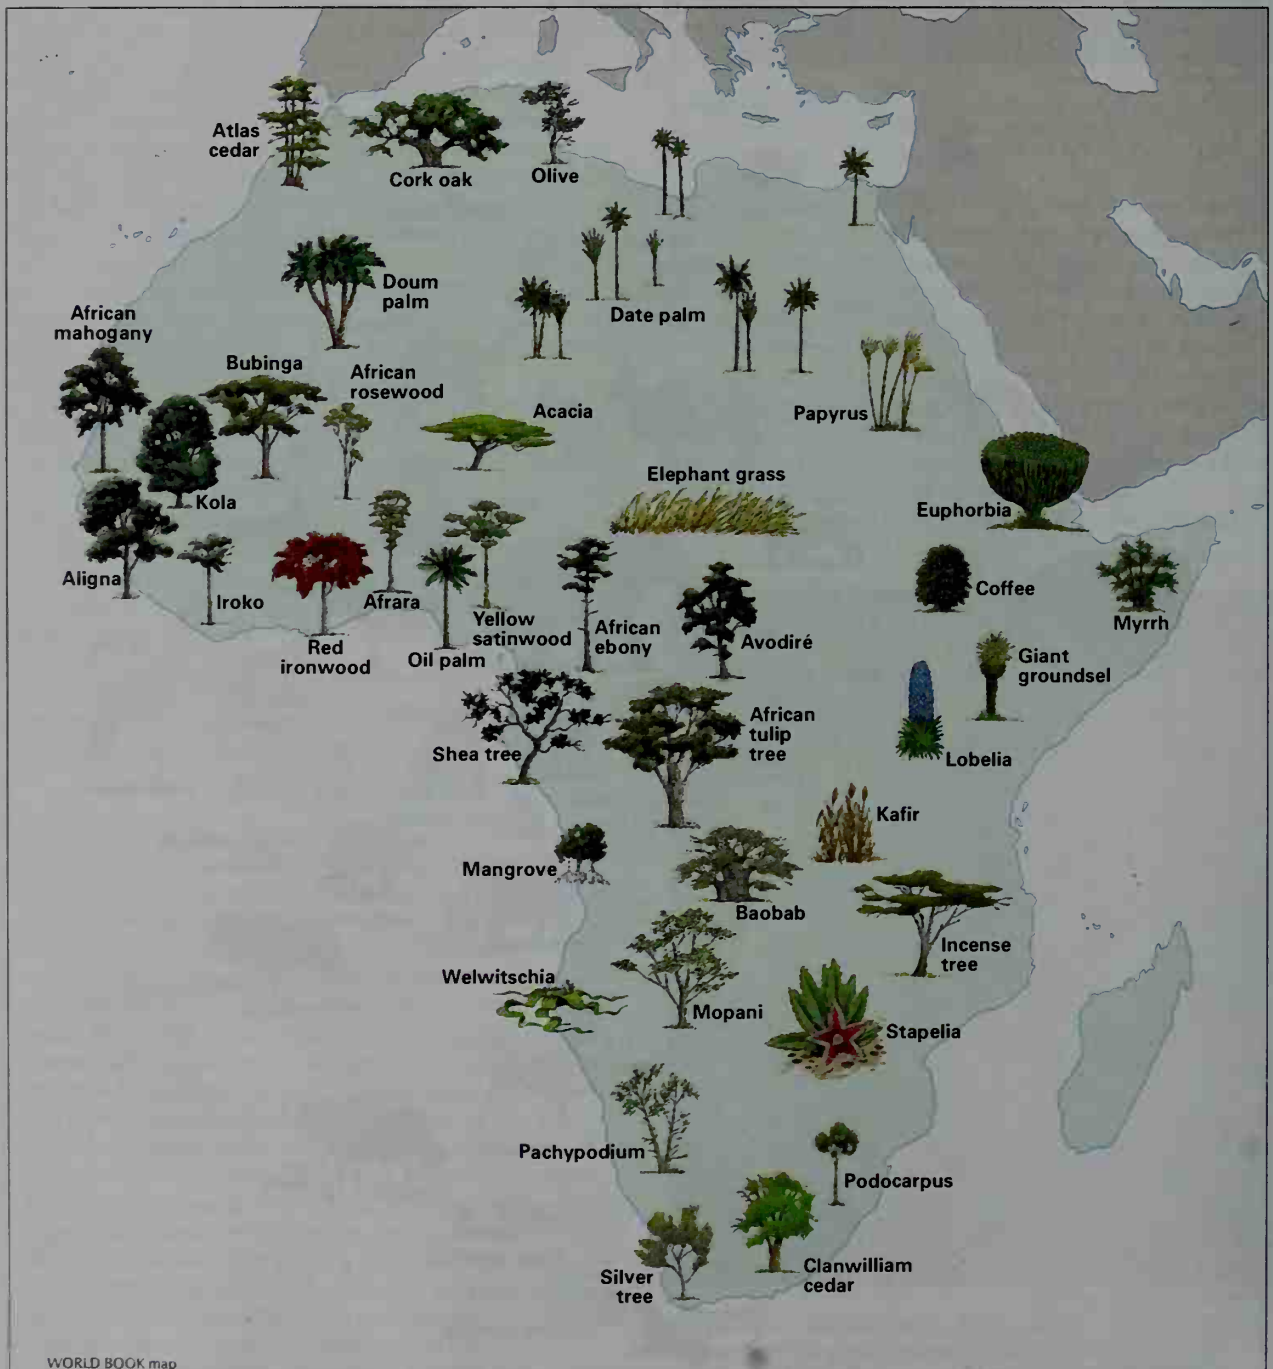 Atlas
cedar
Cork oak
Olive
Doum
palm
Date palm
African
mahogany
Bubinga
African
rosewood
Acacia
Papyrus
Kola
Elephant grass
Euphorbia
Aligna
Iroko
Red
ironwood
Afrara
Oil palm
Yellow
satinwood
African
ebony
Avodiré
Coffee
Myrrh
Giant
groundsel
Lobelia
Shea tree
African
tulip
tree
Kafir
Mangrove
Baobab
Incense
tree
Welwitschia
Mopani
Stapelia
Pachypodium
Podocarpus
Silver
tree
Clanwilliam
cedar
WORLD BOOK map